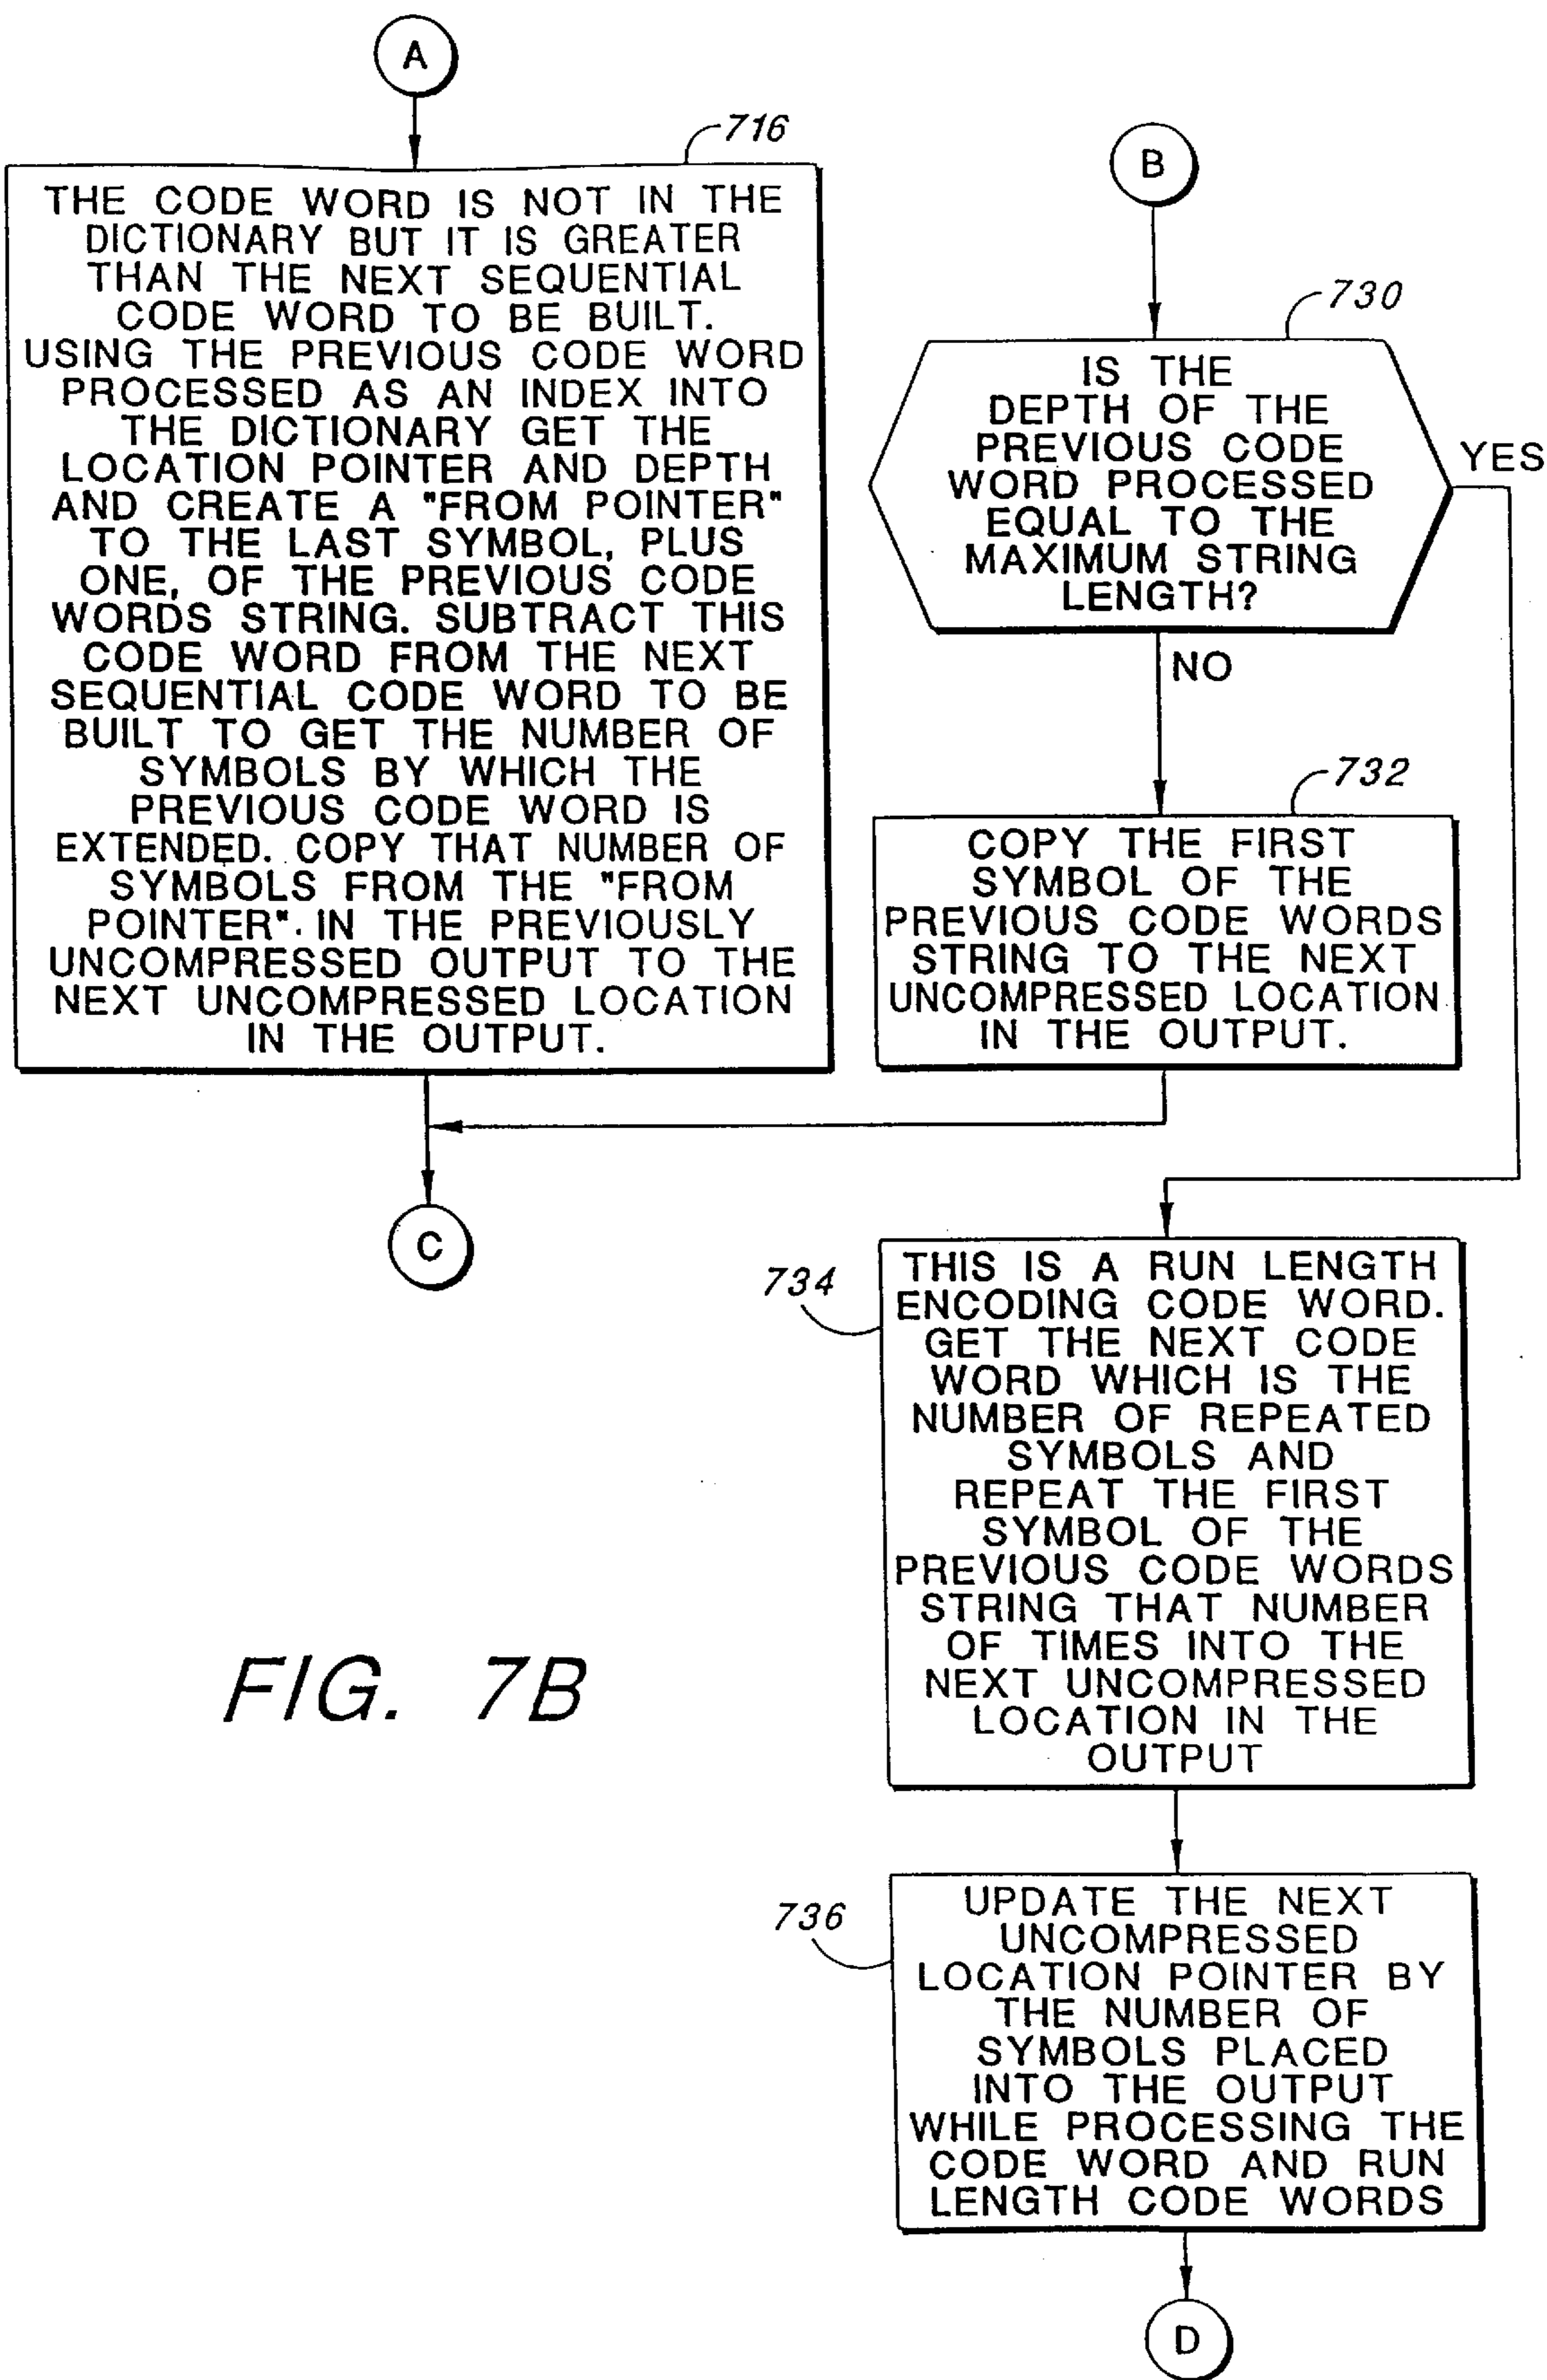 A
716
THE CODE WORD IS NOT IN THE
DICTIONARY BUT IT IS GREATER
THAN THE NEXT SEQUENTIAL
CODE WORD TO BE BUILT.
USING THE PREVIOUS CODE WORD
PROCESSED AS AN INDEX INTO
THE DICTIONARY GET THE
LOCATION POINTER AND DEPTH
AND CREATE A "FROM POINTER"
TO THE LAST SYMBOL, PLUS
ONE, OF THE PREVIOUS CODE
WORDS STRING. SUBTRACT THIS
CODE WORD FROM THE NEXT
SEQUENTIAL CODE WORD TO BE
BUILT TO GET THE NUMBER OF
SYMBOLS BY WHICH THE
PREVIOUS CODE WORD IS
EXTENDED. COPY THAT NUMBER OF
SYMBOLS FROM THE "FROM
POINTER" IN THE PREVIOUSLY
UNCOMPRESSED OUTPUT TO THE
NEXT UNCOMPRESSED LOCATION
IN THE OUTPUT.
C
B
730
IS THE
DEPTH OF THE
PREVIOUS CODE
WORD PROCESSED
EQUAL TO THE
MAXIMUM STRING
LENGTH?
YES
NO
732
COPY THE FIRST
SYMBOL OF THE
PREVIOUS CODE WORDS
STRING TO THE NEXT
UNCOMPRESSED LOCATION
IN THE OUTPUT.
734
THIS IS A RUN LENGTH
ENCODING CODE WORD.
GET THE NEXT CODE
WORD WHICH IS THE
NUMBER OF REPEATED
SYMBOLS AND
REPEAT THE FIRST
SYMBOL OF THE
PREVIOUS CODE WORDS
STRING THAT NUMBER
OF TIMES INTO THE
NEXT UNCOMPRESSED
LOCATION IN THE
OUTPUT
736
UPDATE THE NEXT
UNCOMPRESSED
LOCATION POINTER BY
THE NUMBER OF
SYMBOLS PLACED
INTO THE OUTPUT
WHILE PROCESSING THE
CODE WORD AND RUN
LENGTH CODE WORDS
D
FIG. 7B